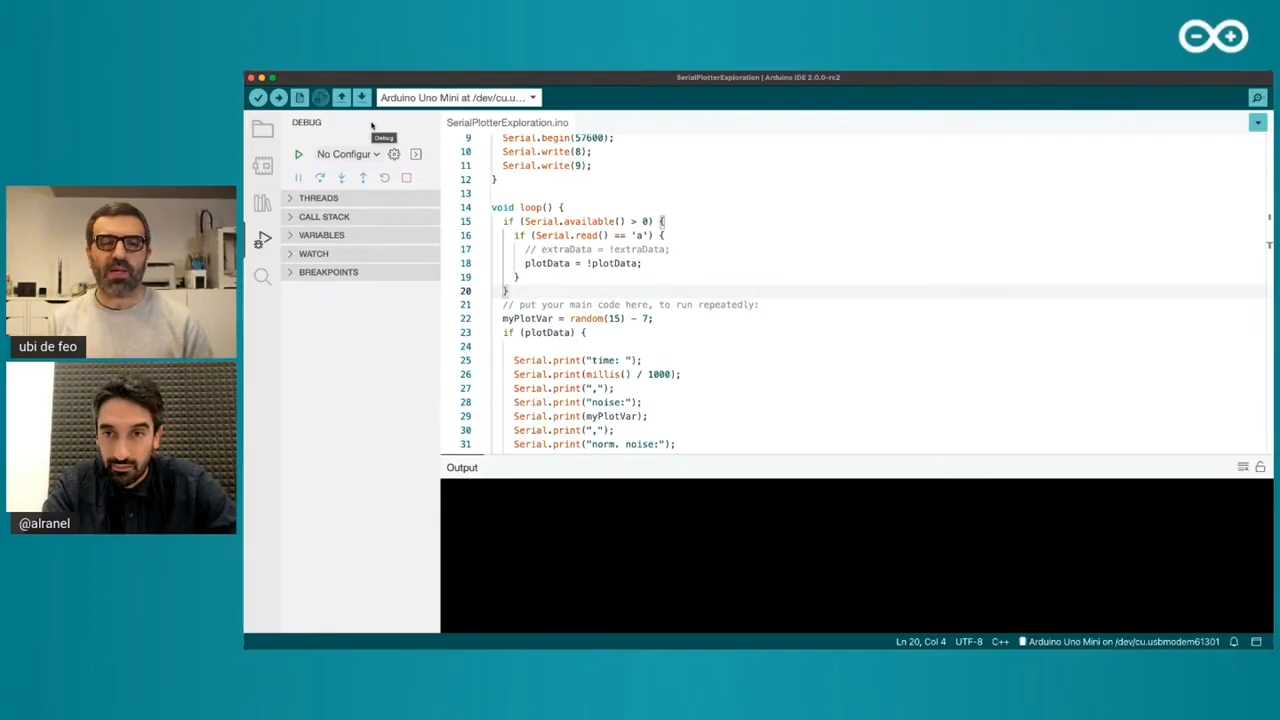 SerialPlotterExploration | Arduino IDE 2.0.0-rc2
Arduino Uno Mini at /dev/cu.u...
DEBUG
Debug
No Configur
THREADS
CALL STACK
VARIABLES
WATCH
BREAKPOINTS
SerialPlotterExploration.ino
9 Serial.begin(57600);
10 Serial.write(8);
11 Serial.write(9);
12 }
13
14 void loop() {
15 if (Serial.available() > 0) {
16 if (Serial.read() == 'a') {
17 // extraData = !extraData;
18 plotData = !plotData;
19 }
20 }
21 // put your main code here, to run repeatedly:
22 myPlotVar = random(15) - 7;
23 if (plotData) {
24
25 Serial.print("time: ");
26 Serial.print(millis() / 1000);
27 Serial.print(",");
28 Serial.print("noise:");
29 Serial.print(myPlotVar);
30 Serial.print(",");
31 Serial.print("norm. noise:");
Output
ubi de feo
@alranel
Ln 20, Col 4 UTF-8 C++ Arduino Uno Mini on /dev/cu.usbmodem61301